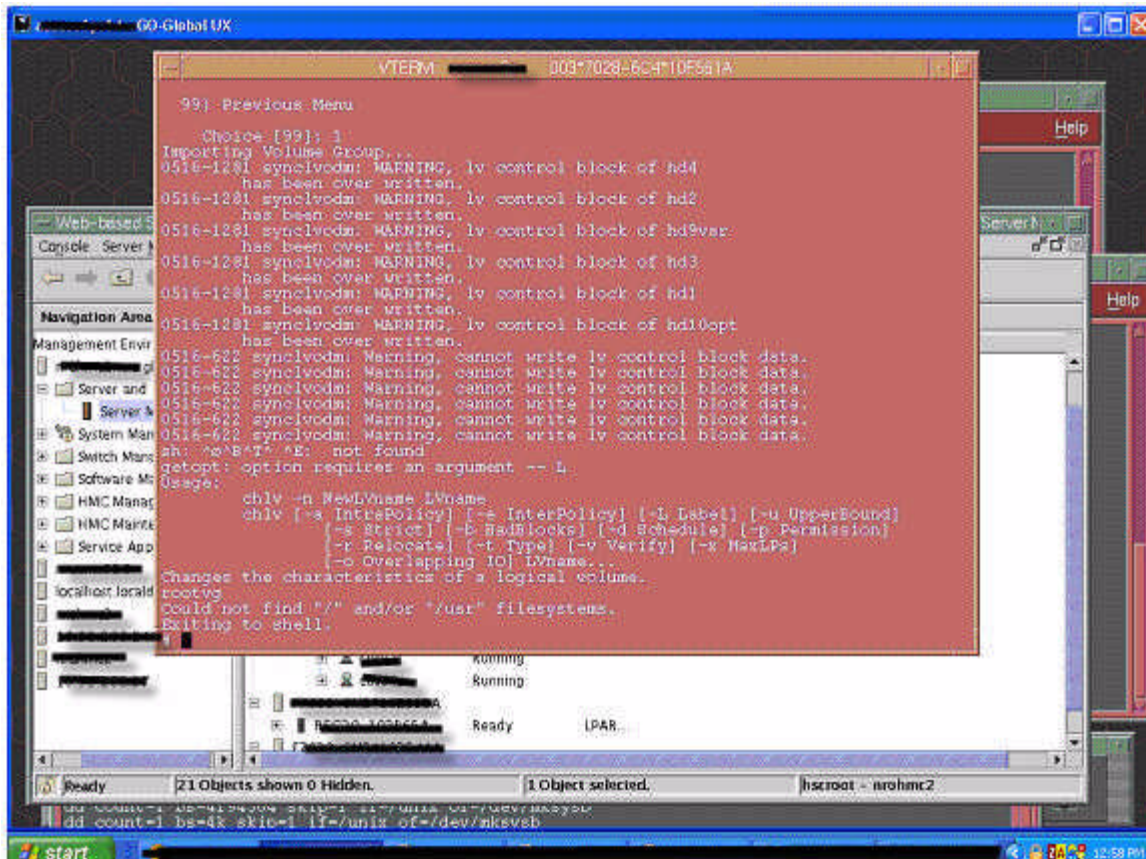 GO-Global UX
VTERM 003*7028-6C4*10F561A
99) Previous Menu
Choice [99]: 1
Importing Volume Group...
0516-1281 synclvodm: WARNING, lv control block of hd4
has been over written.
0516-1281 synclvodm: WARNING, lv control block of hd2
has been over written.
0516-1281 synclvodm: WARNING, lv control block of hd9var
has been over written.
0516-1281 synclvodm: WARNING, lv control block of hd3
has been over written.
0516-1281 synclvodm: WARNING, lv control block of hd1
has been over written.
0516-1281 synclvodm: WARNING, lv control block of hd10opt
has been over written.
0516-622 synclvodm: Warning, cannot write lv control block data.
0516-622 synclvodm: Warning, cannot write lv control block data.
0516-622 synclvodm: Warning, cannot write lv control block data.
0516-622 synclvodm: Warning, cannot write lv control block data.
0516-622 synclvodm: Warning, cannot write lv control block data.
0516-622 synclvodm: Warning, cannot write lv control block data.
not found
getopt: option requires an argument -- L
Usage:
chlv -n NewLVname LVname
chlv [-a IntraPolicy] [-e InterPolicy] [-L Label] [-u UpperBound]
[-s Strict] [-b BadBlocks] [-d Schedule] [-p Permission]
[-r Relocate] [-t Type] [-v Verify] [-x MaxLPs]
[-o Overlapping IO] LVname...
Changes the characteristics of a logical volume.
rootvg
Could not find "/" and/or "/usr" filesystems.
Exiting to shell.
#
Help
Web-based S
Server M
Console Server M
Help
Navigation Area
Management Envir
Server and
Server M
System Man
Switch Mana
Software Ma
HMC Manag
HMC Mainte
Service App
localhost.locald
Running
Running
Ready LPAR
Ready
21 Objects shown 0 Hidden.
1 Object selected.
hscroot - nrohmc2
dd count=1 bs=4k skip=1 if=/unix of=/dev/mksysb
start
12:58 PM